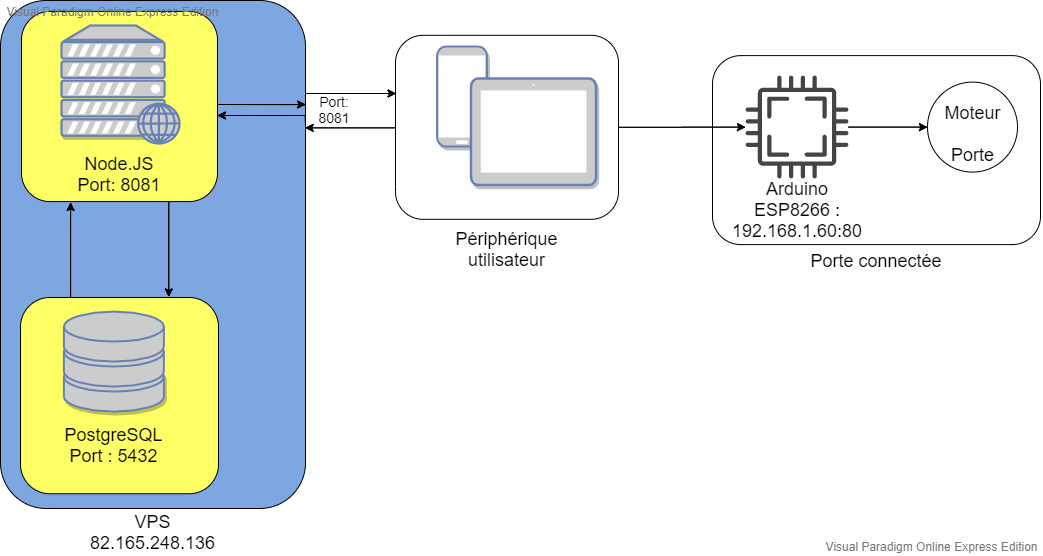 Visual Paradigm Online Express Edition
Node.JS
Port: 8081
PostgreSQL
Port : 5432
VPS
82.165.248.136
Port:
8081
Périphérique
utilisateur
Arduino
ESP8266 :
192.168.1.60:80
Moteur
Porte
Porte connectée
Visual Paradigm Online Express Edition